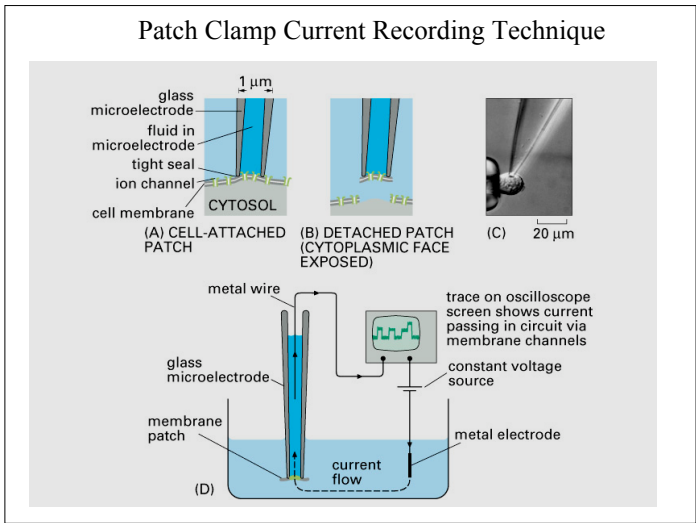 Patch Clamp Current Recording Technique
1 µm
glass
microelectrode
fluid in
microelectrode
tight seal
ion channel
cell membrane
CYTOSOL
(A) CELL-ATTACHED
PATCH
(B) DETACHED PATCH
(CYTOPLASMIC FACE
EXPOSED)
(C)
20 µm
metal wire
trace on oscilloscope
screen shows current
passing in circuit via
membrane channels
glass
microelectrode
constant voltage
source
membrane
patch
metal electrode
current
flow
(D)